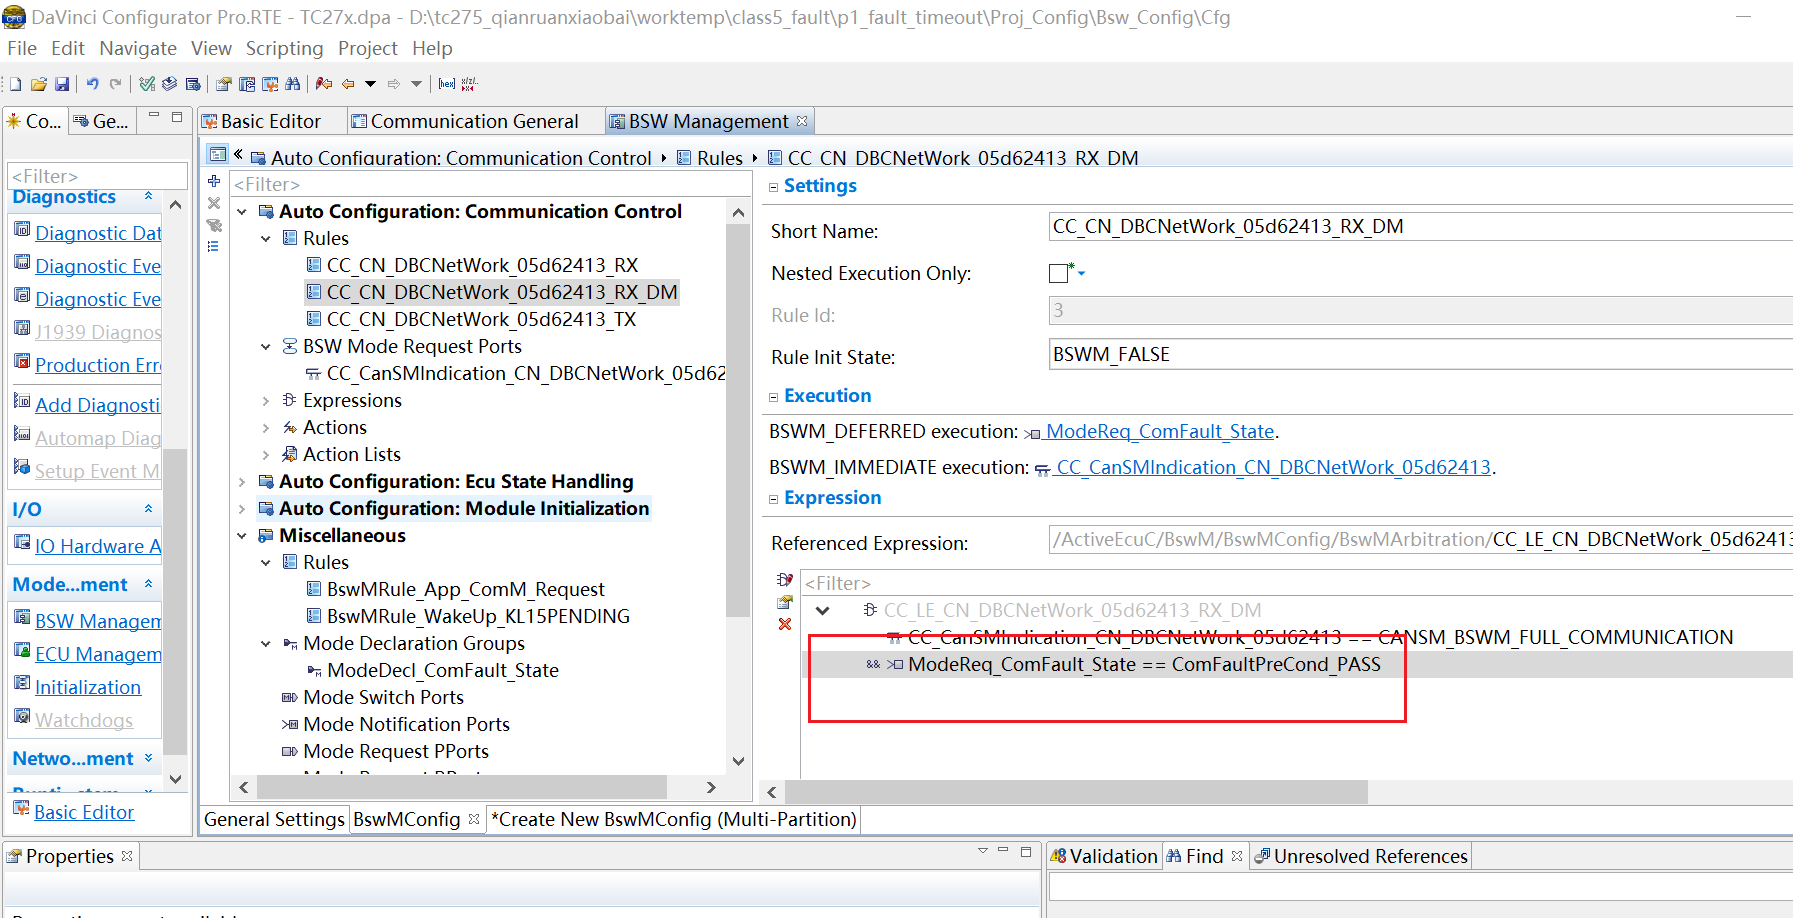 DaVinci Configurator Pro.RTE - TC27x.dpa - D:\tc275_qianruanxiaobai\worktemp\class5_fault\p1_fault_timeout\Proj_Config\Bsw_Config\Cfg
File Edit Navigate View Scripting Project Help
Co... Ge...
<Filter>
Diagnostics
Diagnostic Dat
Diagnostic Eve
Diagnostic Eve
J1939 Diagnos
Production Erre
Add Diagnosti
Automap Diag
Setup Event M
I/O
IO Hardware A
Mode...ment
BSW Managem
ECU Managem
Initialization
Watchdogs
Netwo...ment
Basic Editor
Basic Editor Communication General BSW Management
« Auto Configuration: Communication Control Rules CC_CN_DBCNetWork_05d62413_RX_DM
<Filter>
Auto Configuration: Communication Control
Rules
CC_CN_DBCNetWork_05d62413_RX
CC_CN_DBCNetWork_05d62413_RX_DM
CC_CN_DBCNetWork_05d62413_TX
BSW Mode Request Ports
CC_CanSMIndication_CN_DBCNetWork_05d62
Expressions
Actions
Action Lists
Auto Configuration: Ecu State Handling
Auto Configuration: Module Initialization
Miscellaneous
Rules
BswMRule_App_ComM_Request
BswMRule_WakeUp_KL15PENDING
Mode Declaration Groups
ModeDecl_ComFault_State
Mode Switch Ports
Mode Notification Ports
Mode Request PPorts
General Settings BswMConfig *Create New BswMConfig (Multi-Partition)
Settings
Short Name: CC_CN_DBCNetWork_05d62413_RX_DM
Nested Execution Only: *
Rule Id: 3
Rule Init State: BSWM_FALSE
Execution
BSWM_DEFERRED execution: ModeReq_ComFault_State.
BSWM_IMMEDIATE execution: CC_CanSMIndication_CN_DBCNetWork_05d62413.
Expression
Referenced Expression: /ActiveEcuC/BswM/BswMConfig/BswMArbitration/CC_LE_CN_DBCNetWork_05d62413
<Filter>
CC_LE_CN_DBCNetWork_05d62413_RX_DM
CC_CanSMIndication_CN_DBCNetWork_05d62413 == CANSM_BSWM_FULL_COMMUNICATION
&& ModeReq_ComFault_State == ComFaultPreCond_PASS
Properties
Validation Find Unresolved References